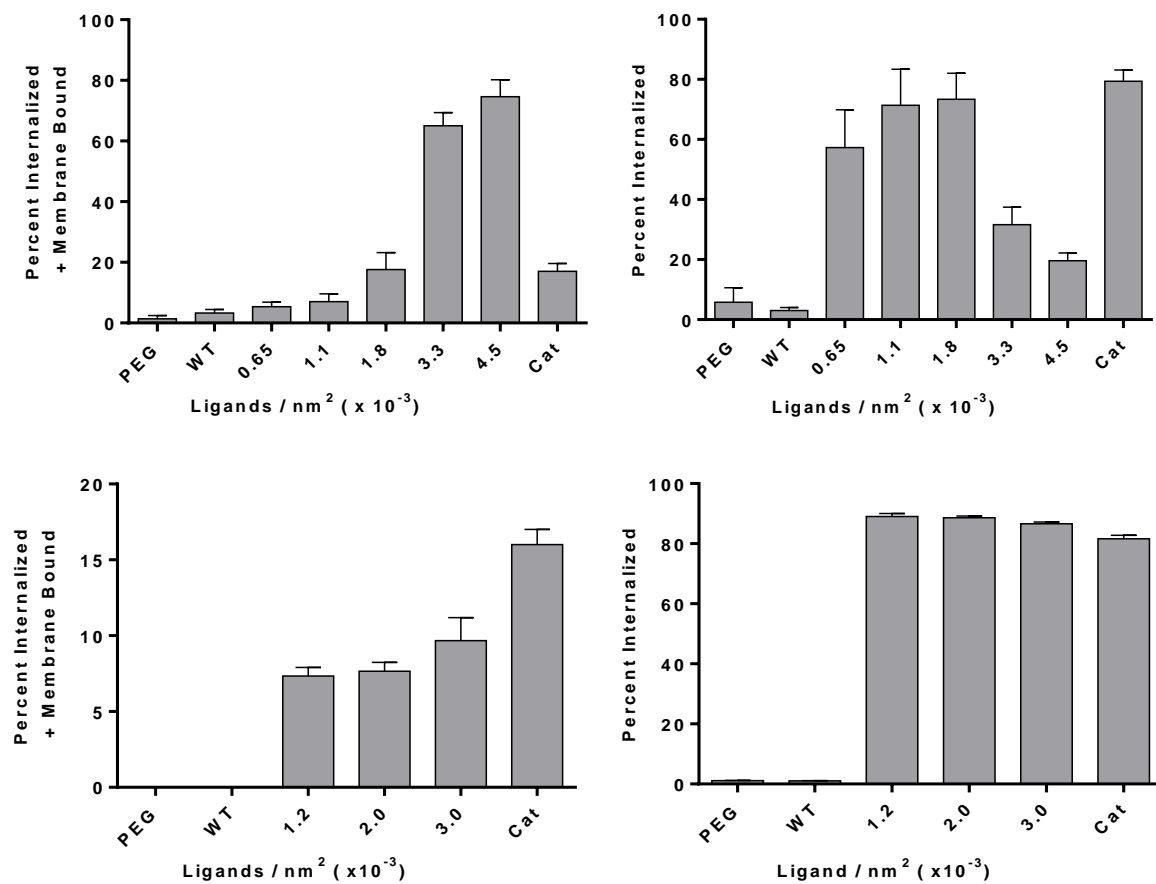 Percent Internalized
+ Membrane Bound
100
80
60
40
20
0
PEG
WT
0.65
1.1
1.8
3.3
4.5
Cat
Ligands / nm² ( x 10⁻³)
Percent Internalized
100
80
60
40
20
0
PEG
WT
0.65
1.1
1.8
3.3
4.5
Cat
Ligands / nm² ( x 10⁻³)
Percent Internalized
+ Membrane Bound
20
15
10
5
0
PEG
WT
1.2
2.0
3.0
Cat
Ligands / nm² ( x10⁻³)
Percent Internalized
100
80
60
40
20
0
PEG
WT
1.2
2.0
3.0
Cat
Ligand / nm² ( x10⁻³)